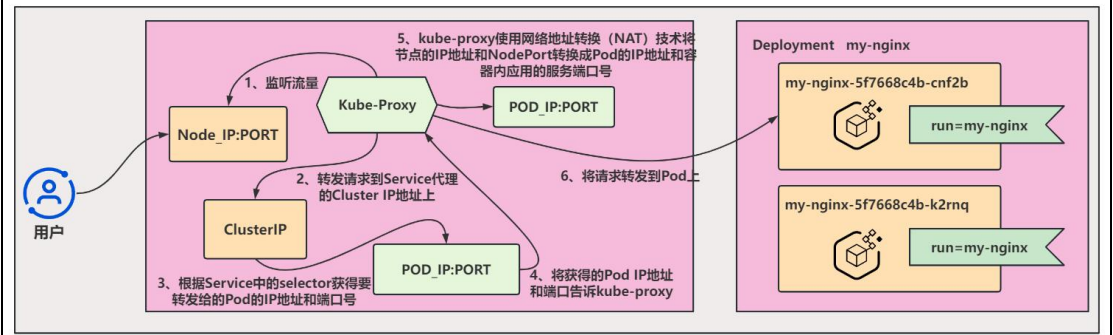 5、kube-proxy使用网络地址转换（NAT）技术将
节点的IP地址和NodePort转换成Pod的IP地址和容
器内应用的服务端口号
1、监听流量
Kube-Proxy
POD_IP:PORT
Node_IP:PORT
2、转发请求到Service代理
的Cluster IP地址上
6、将请求转发到Pod上
用户
ClusterIP
POD_IP:PORT
3、根据Service中的selector获得要
转发给的Pod的IP地址和端口号
4、将获得的Pod IP地址
和端口告诉kube-proxy
Deployment my-nginx
my-nginx-5f7668c4b-cnf2b
run=my-nginx
my-nginx-5f7668c4b-k2rnq
run=my-nginx